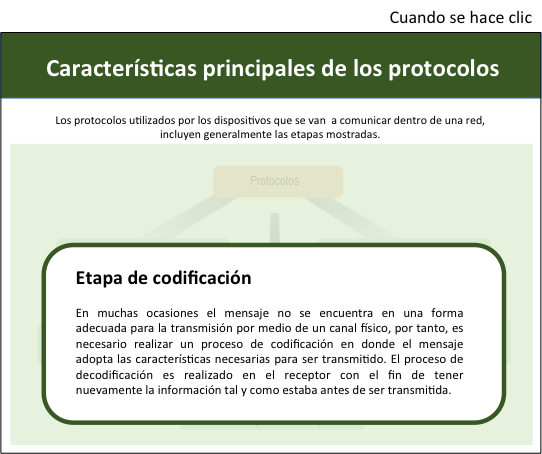 Cuando se hace clic
Características principales de los protocolos
Los protocolos utilizados por los dispositivos que se van a comunicar dentro de una red,
incluyen generalmente las etapas mostradas.
Protocolos
Etapa de codificación
En muchas ocasiones el mensaje no se encuentra en una forma
adecuada para la transmisión por medio de un canal físico, por tanto, es
necesario realizar un proceso de codificación en donde el mensaje
adopta las características necesarias para ser transmitido. El proceso de
decodificación es realizado en el receptor con el fin de tener
nuevamente la información tal y como estaba antes de ser transmitida.